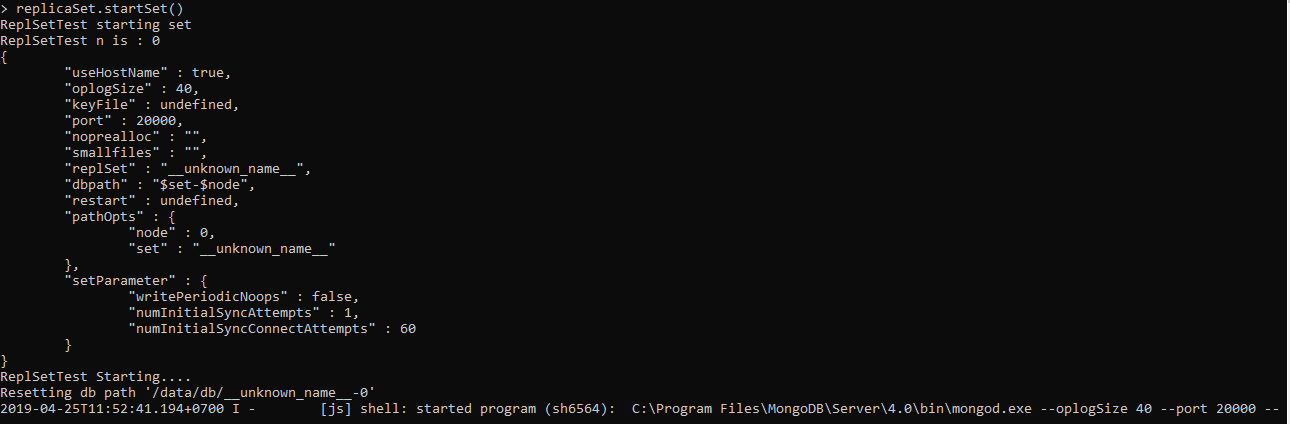 > replicaSet.startSet()
ReplSetTest starting set
ReplSetTest n is : 0
{
        "useHostName" : true,
        "oplogSize" : 40,
        "keyFile" : undefined,
        "port" : 20000,
        "noprealloc" : "",
        "smallfiles" : "",
        "replSet" : "__unknown_name__",
        "dbpath" : "$set-$node",
        "restart" : undefined,
        "pathOpts" : {
                "node" : 0,
                "set" : "__unknown_name__"
        },
        "setParameter" : {
                "writePeriodicNoops" : false,
                "numInitialSyncAttempts" : 1,
                "numInitialSyncConnectAttempts" : 60
        }
}
ReplSetTest Starting....
Resetting db path '/data/db/__unknown_name__-0'
2019-04-25T11:52:41.194+0700 I -        [js] shell: started program (sh6564):  C:\Program Files\MongoDB\Server\4.0\bin\mongod.exe --oplogSize 40 --port 20000 --